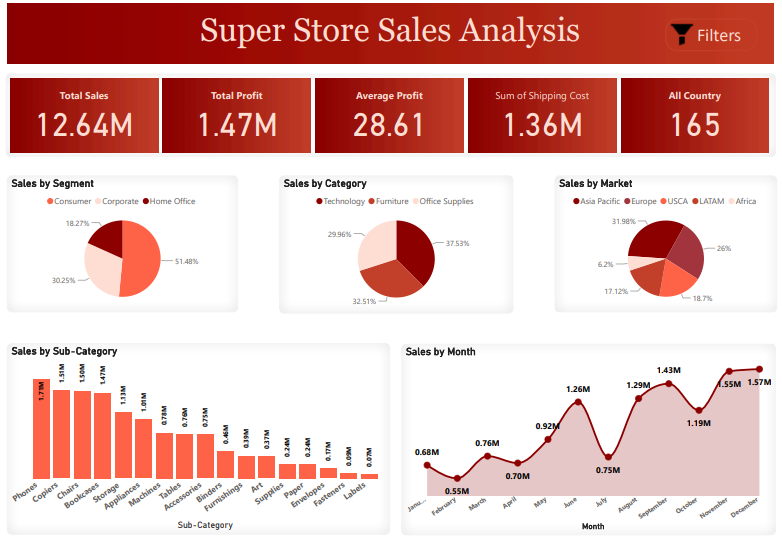 Super Store Sales Analysis
Filters
Total Sales
12.64M
Total Profit
1.47M
Average Profit
28.61
Sum of Shipping Cost
1.36M
All Country
165
Sales by Segment
Consumer Corporate Home Office
18.27%
51.48%
30.25%
Sales by Category
Technology Furniture Office Supplies
29.96%
37.53%
32.51%
Sales by Market
Asia Pacific Europe USCA LATAM Africa
31.98%
26%
6.2%
17.12%
18.7%
Sales by Sub-Category
1.71M 1.51M 1.50M 1.47M 1.13M 1.01M 0.78M 0.76M 0.75M 0.46M 0.39M 0.37M 0.24M 0.24M 0.17M 0.09M 0.07M
Phones Copiers Chairs Bookcases Storage Appliances Machines Tables Accessories Binders Furnishings Art Supplies Paper Envelopes Fasteners Labels
Sub-Category
Sales by Month
0.68M 0.55M 0.76M 0.70M 0.92M 1.26M 0.75M 1.29M 1.43M 1.19M 1.55M 1.57M
Janu... February March April May June July August September October November December
Month